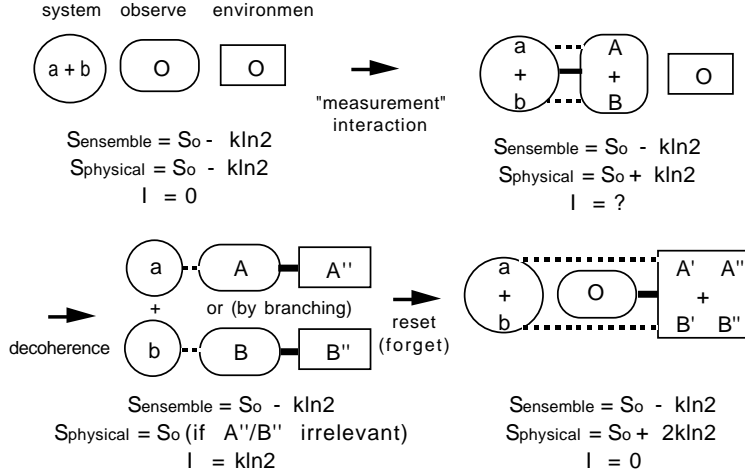 system observe environmen
a + b O O
"measurement"
interaction
a A
+ + O
b B
Sensemble = So - kln2
Sphysical = So - kln2
I = 0
Sensemble = So - kln2
Sphysical = So + kln2
I = ?
decoherence
a A A''
+ or (by branching)
b B B''
reset
(forget)
a A' A''
+ O +
b B' B''
Sensemble = So - kln2
Sphysical = So (if A''/B'' irrelevant)
I = kln2
Sensemble = So - kln2
Sphysical = So + 2kln2
I = 0